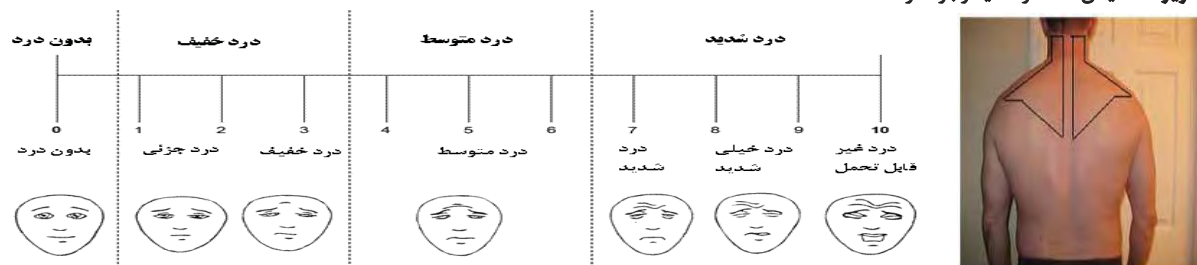 بدون درد درد خفیف درد متوسط درد شدید
0 1 2 3 4 5 6 7 8 9 10
بدون درد درد جزئی درد خفیف درد متوسط درد شدید درد خیلی شدید درد غیر قابل تحمل